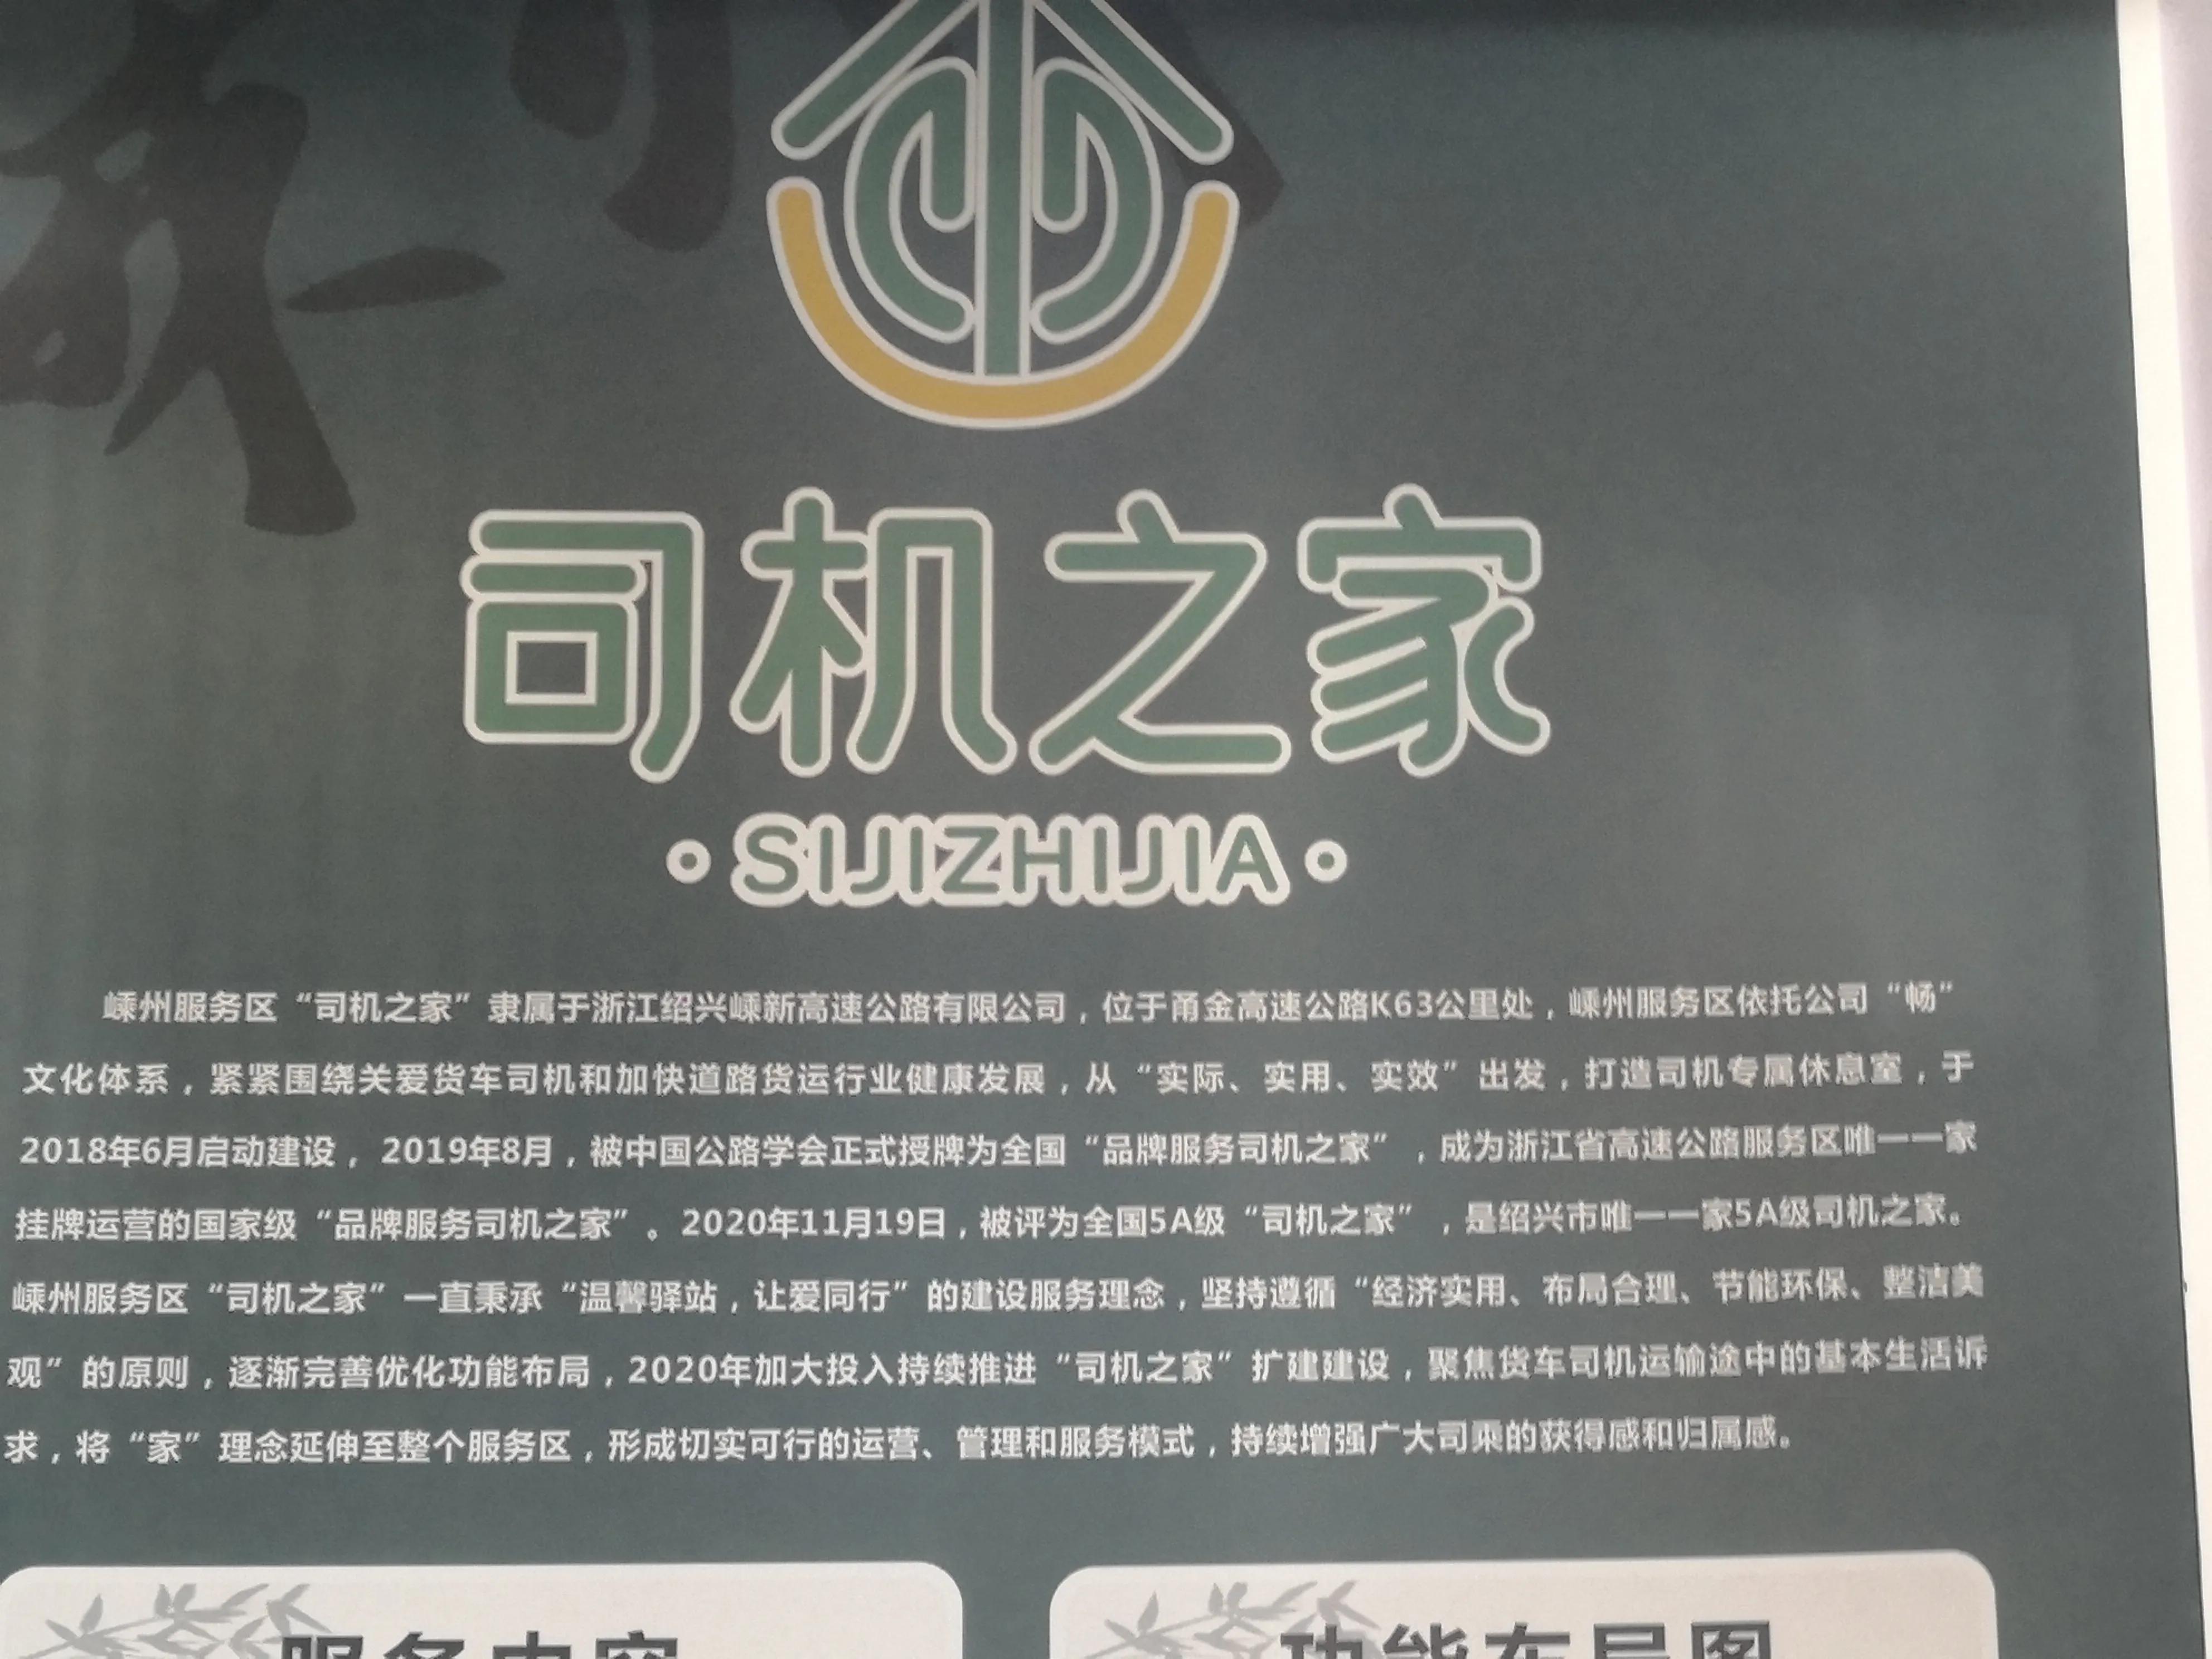 司机之家
·SIJIZHIJIA·
嵊州服务区“司机之家”隶属于浙江绍兴嵊新高速公路有限公司，位于甬金高速公路K63公里处，嵊州服务区依托公司“畅”
文化体系，紧紧围绕关爱货车司机和加快道路货运行业健康发展，从“实际、实用、实效”出发，打造司机专属休息室，于
2018年6月启动建设，2019年8月，被中国公路学会正式授牌为全国“品牌服务司机之家”，成为浙江省高速公路服务区唯一一家
挂牌运营的国家级“品牌服务司机之家”。2020年11月19日，被评为全国5A级“司机之家”，是绍兴市唯一一家5A级司机之家。
嵊州服务区“司机之家”一直秉承“温馨驿站，让爱同行”的建设服务理念，坚持遵循“经济实用、布局合理、节能环保、整洁美
观”的原则，逐渐完善优化功能布局，2020年加大投入持续推进“司机之家”扩建建设，聚焦货车司机运输途中的基本生活诉
求，将“家”理念延伸至整个服务区，形成切实可行的运营、管理和服务模式，持续增强广大司乘的获得感和归属感。
服务内容
功能布局图